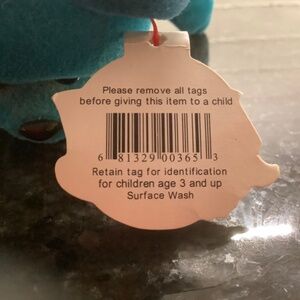 Please remove all tags
before giving this item to a child
6 81329 00365 3
Retain tag for identification
for children age 3 and up
Surface Wash